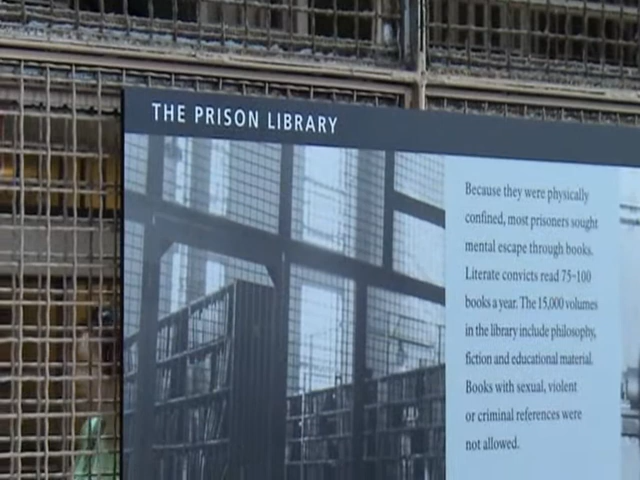 THE PRISON LIBRARY
Because they were physically
confined, most prisoners sought
mental escape through books.
Literate convicts read 75-100
books a year. The 15,000 volumes
in the library include philosophy,
fiction and educational material.
Books with sexual, violent
or criminal references were
not allowed.